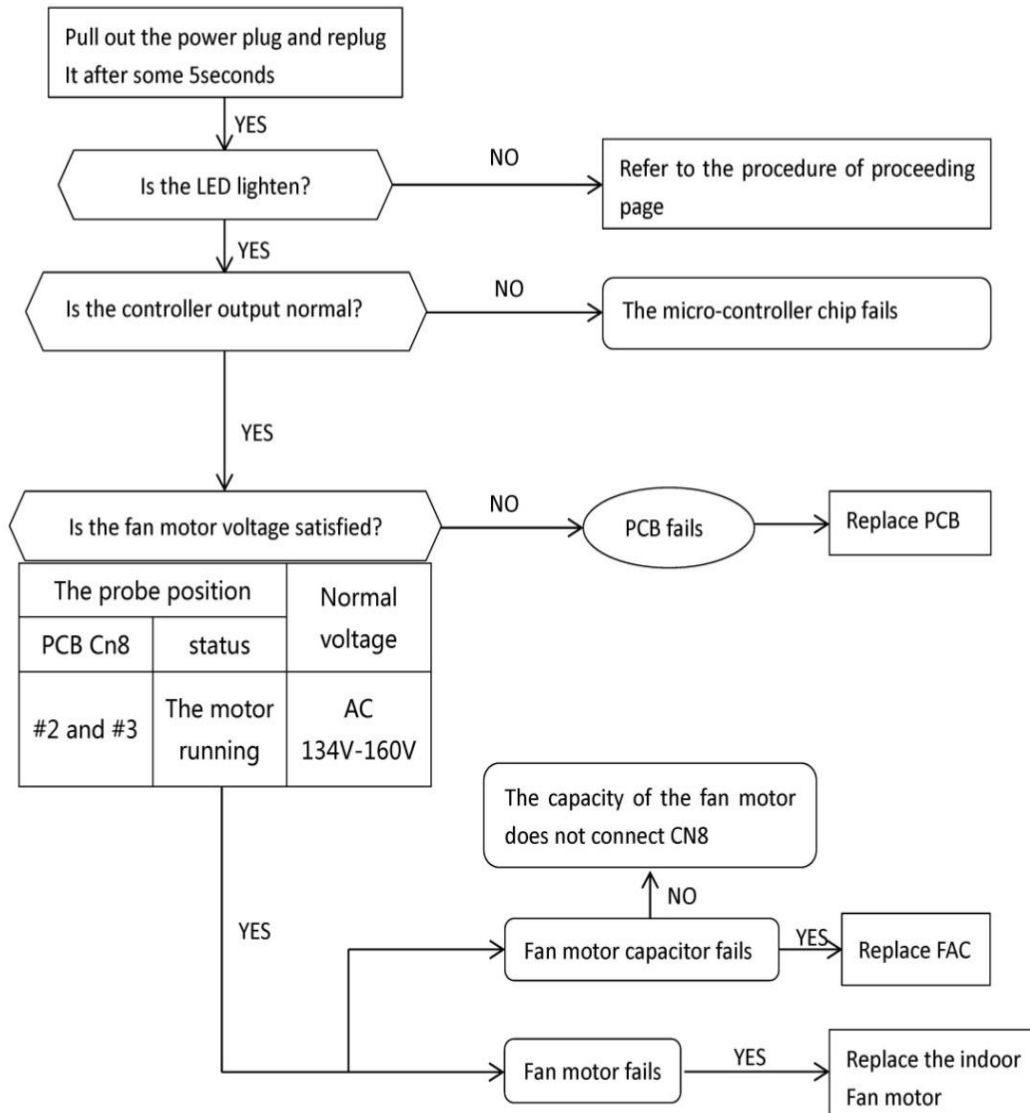 Pull out the power plug and replug
It after some 5seconds
YES
Is the LED lighten?
NO
Refer to the procedure of proceeding
page
YES
Is the controller output normal?
NO
The micro-controller chip fails
YES
Is the fan motor voltage satisfied?
NO
PCB fails
Replace PCB
The probe position
Normal
voltage
PCB Cn8
status
#2 and #3
The motor
running
AC
134V-160V
The capacity of the fan motor
does not connect CN8
NO
YES
Fan motor capacitor fails
YES
Replace FAC
Fan motor fails
YES
Replace the indoor
Fan motor